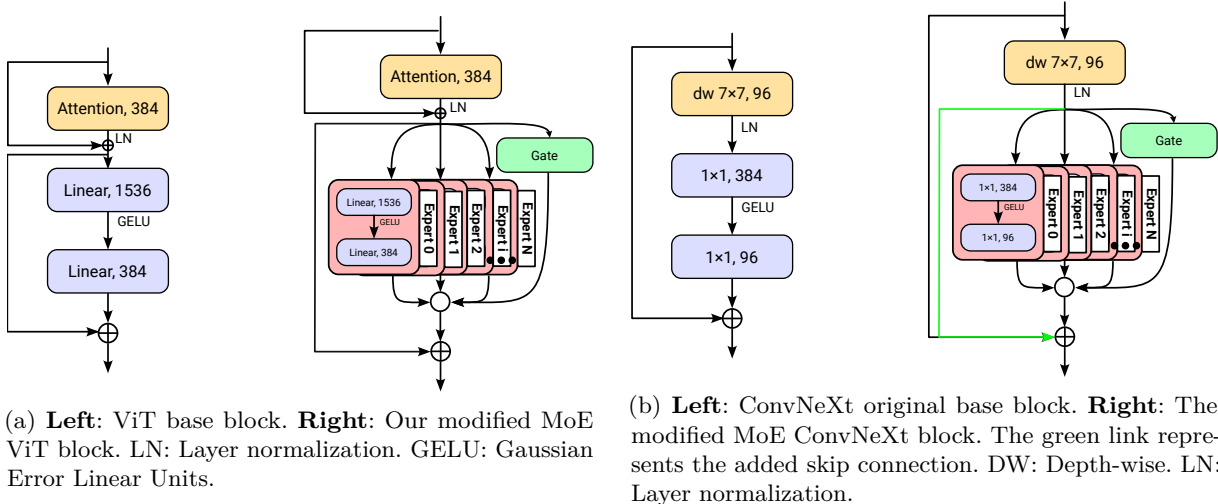 Attention, 384
LN
Linear, 1536
GELU
Linear, 384
Attention, 384
LN
Gate
Linear, 1536
GELU
Linear, 384
Expert 0
Expert 1
Expert 2
Expert i
Expert N
(a) Left: ViT base block. Right: Our modified MoE
ViT block. LN: Layer normalization. GELU: Gaussian
Error Linear Units.
dw 7×7, 96
LN
1×1, 384
GELU
1×1, 96
dw 7×7, 96
LN
Gate
1×1, 384
GELU
1×1, 96
Expert 0
Expert 1
Expert 2
Expert i
Expert N
(b) Left: ConvNeXt original base block. Right: The
modified MoE ConvNeXt block. The green link repre-
sents the added skip connection. DW: Depth-wise. LN:
Layer normalization.